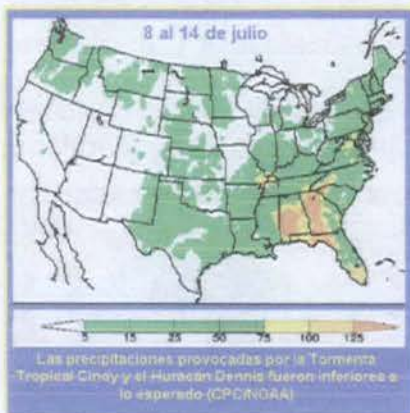 8 al 14 de julio
5 15 25 50 75 100 125
Las precipitaciones provocadas por la Tormenta
Tropical Cindy y el Huracán Dennis fueron inferiores a
lo esperado (CPC/NOAA)